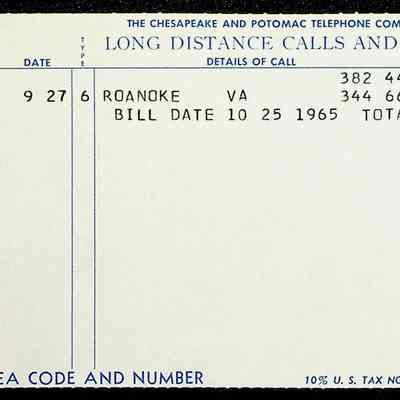 THE CHESAPEAKE AND POTOMAC TELEPHONE COM
LONG DISTANCE CALLS AND
DATE TYPE DETAILS OF CALL
382 44
9 27 6 ROANOKE VA 344 66
BILL DATE 10 25 1965 TOTA
EA CODE AND NUMBER 10% U. S. TAX NO